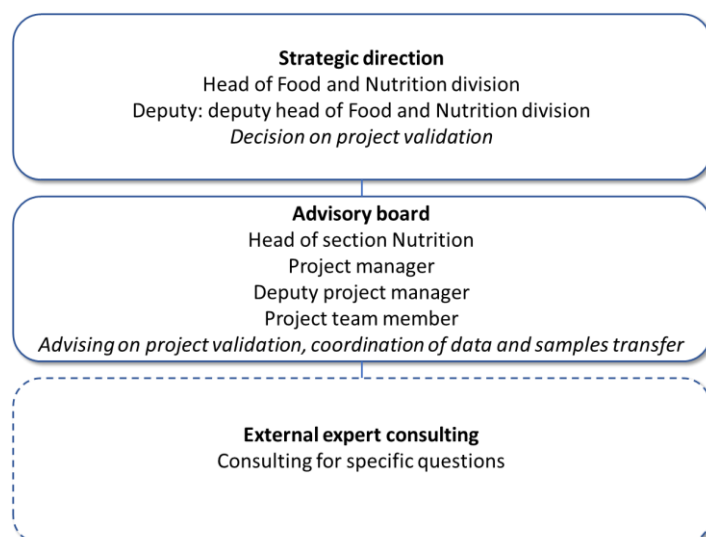 Strategic direction
Head of Food and Nutrition division
Deputy: deputy head of Food and Nutrition division
Decision on project validation
Advisory board
Head of section Nutrition
Project manager
Deputy project manager
Project team member
Advising on project validation, coordination of data and samples transfer
External expert consulting
Consulting for specific questions